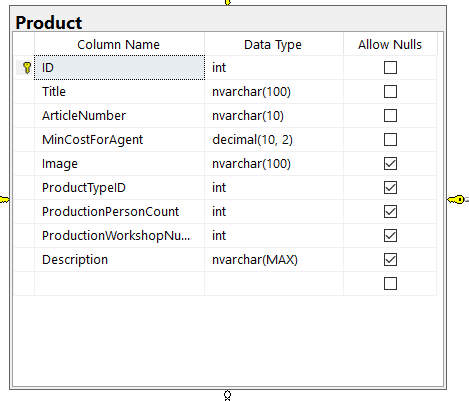 Product
Column Name Data Type Allow Nulls
ID int
Title nvarchar(100)
ArticleNumber nvarchar(10)
MinCostForAgent decimal(10, 2)
Image nvarchar(100)
ProductTypeID int
ProductionPersonCount int
ProductionWorkshopNu... int
Description nvarchar(MAX)